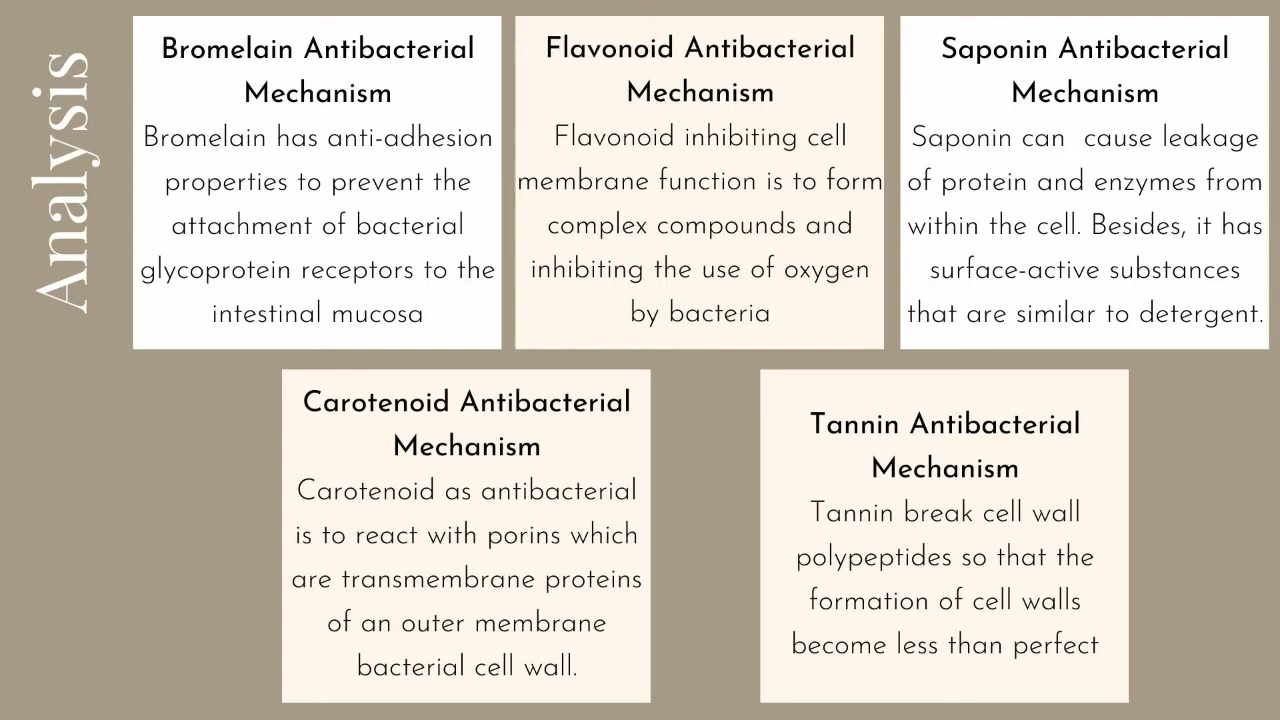 Analysis
Bromelain Antibacterial
Mechanism
Bromelain has anti-adhesion
properties to prevent the
attachment of bacterial
glycoprotein receptors to the
intestinal mucosa
Flavonoid Antibacterial
Mechanism
Flavonoid inhibiting cell
membrane function is to form
complex compounds and
inhibiting the use of oxygen
by bacteria
Saponin Antibacterial
Mechanism
Saponin can cause leakage
of protein and enzymes from
within the cell. Besides, it has
surface-active substances
that are similar to detergent.
Carotenoid Antibacterial
Mechanism
Carotenoid as antibacterial
is to react with porins which
are transmembrane proteins
of an outer membrane
bacterial cell wall.
Tannin Antibacterial
Mechanism
Tannin break cell wall
polypeptides so that the
formation of cell walls
become less than perfect